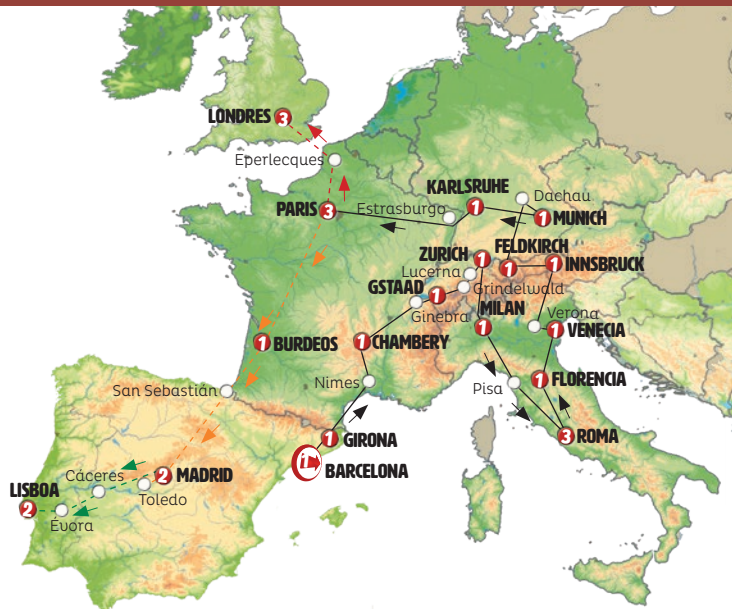 LONDRES 3
Eperlecques
PARIS 3
Estrasburgo
KARLSRUHE
1
Dachau
1 MUNICH
ZURICH 1
FELDKIRCH
1
1 INNSBRUCK
Lucerna
Grindelwald
GSTAAD
1
Ginebra
MILAN
1
Verona
1 VENECIA
1 BURDEOS
1 CHAMBERY
Nimes
Pisa
1 FLORENCIA
3 ROMA
San Sebastián
1 GIRONA
i BARCELONA
2 MADRID
Toledo
Cáceres
LISBOA
2
Évora